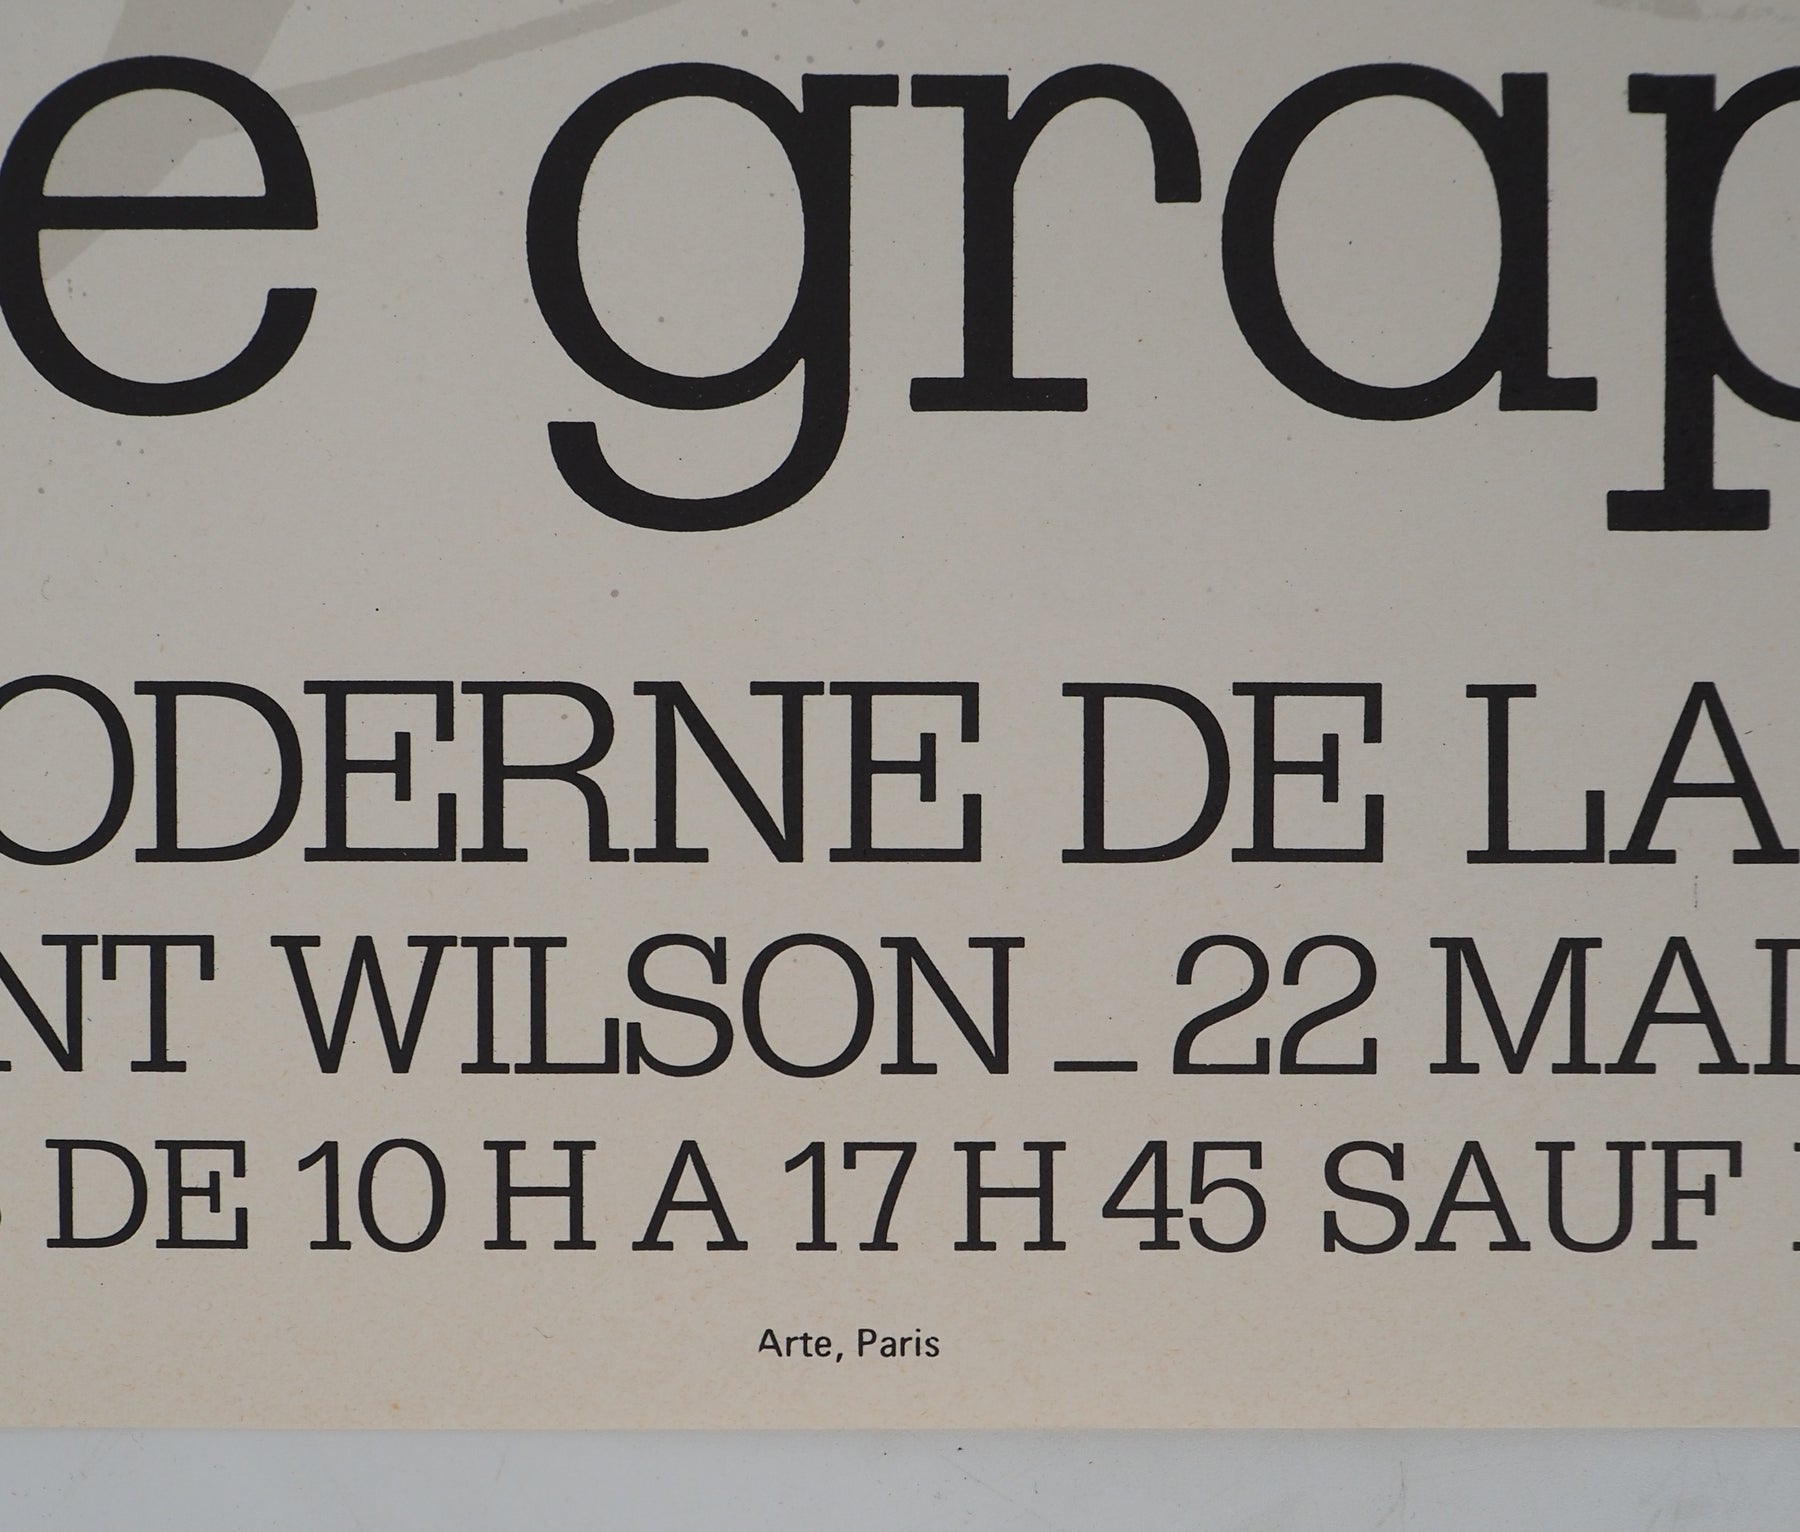 e grap
ODERNE DE LA
NT WILSON _ 22 MAI
DE 10 H A 17 H 45 SAUF
Arte, Paris